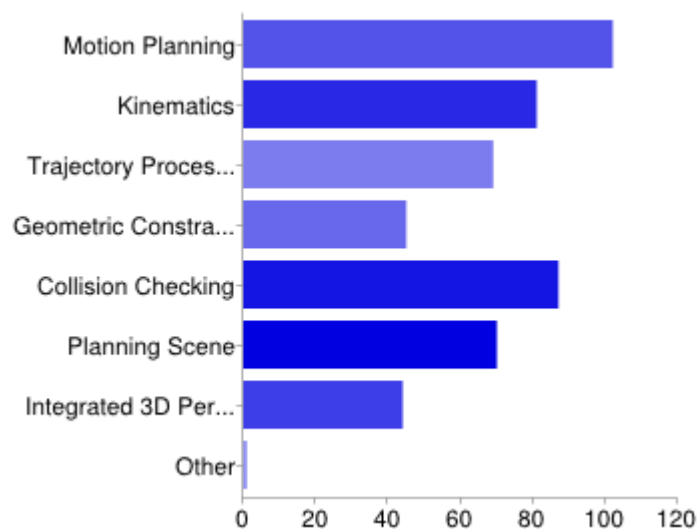 Motion Planning
Kinematics
Trajectory Proces...
Geometric Constra...
Collision Checking
Planning Scene
Integrated 3D Per...
Other
0 20 40 60 80 100 120